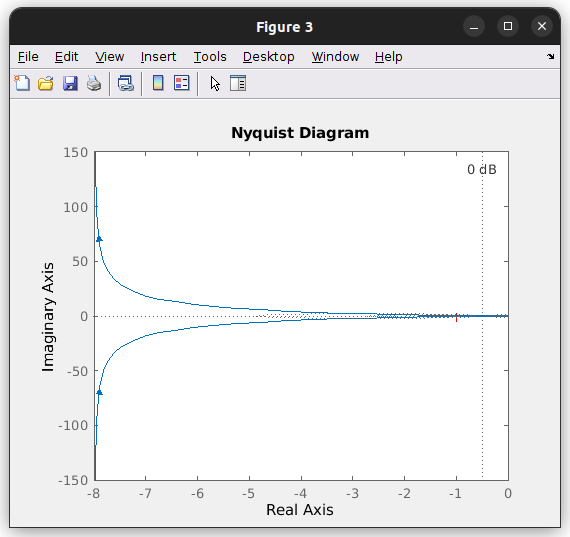 Figure 3
File Edit View Insert Tools Desktop Window Help
Nyquist Diagram
0 dB
150
100
50
0
-50
-100
-150
Imaginary Axis
-8 -7 -6 -5 -4 -3 -2 -1 0
Real Axis